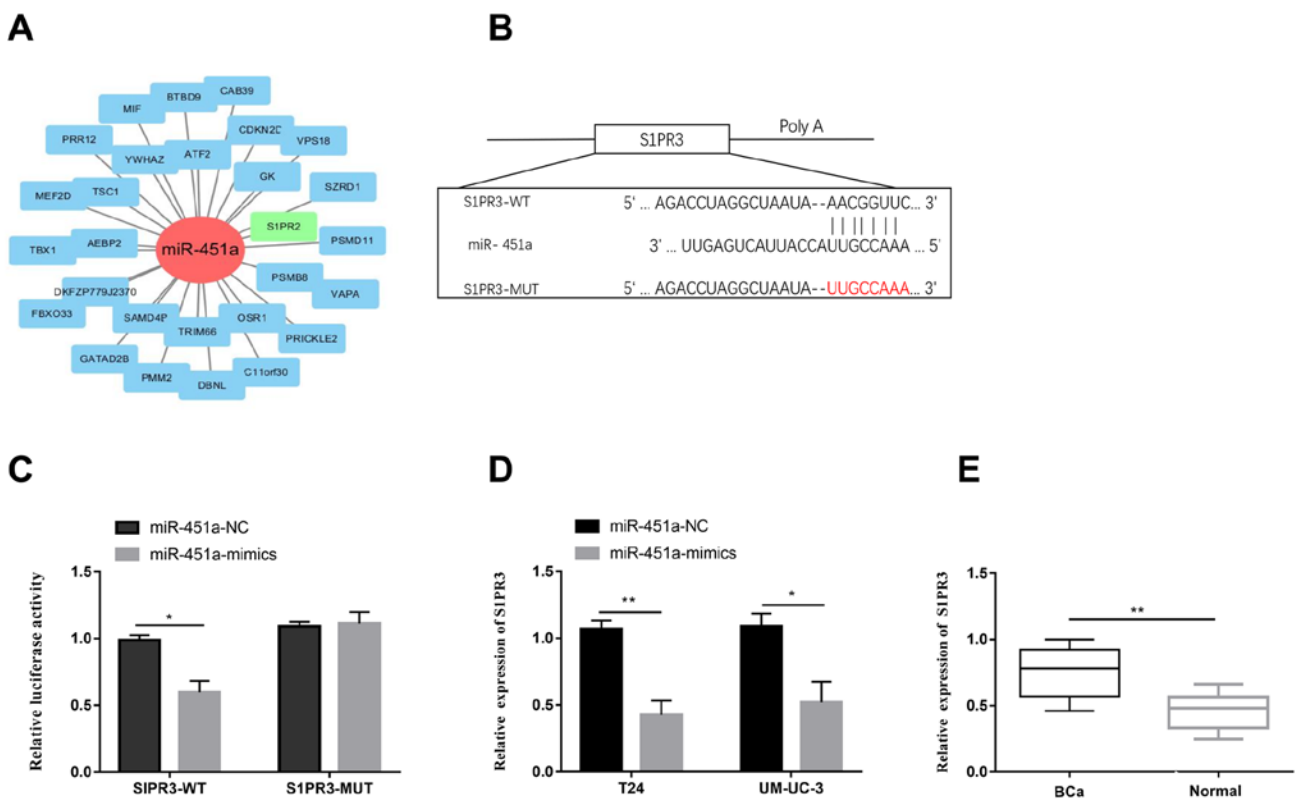 A
B
CAB39
BTBD9
MIF
CDKN2D
VPS18
PRR12
ATF2
YWHAZ
GK
SZRD1
TSC1
MEF2D
S1PR2
PSMD11
AEBP2
TBX1
miR-451a
PSMB8
VAPA
DKFZP779J2370
FBXO33
SAMD4B
OSR1
TRIM66
PRICKLE2
GATAD2B
C11orf30
PMM2
DBNL
S1PR3
Poly A
S1PR3-WT 5' ... AGACCUAGGCUAAUA--AACGGUUC... 3'
miR- 451a 3' ... UUGAGUCAUUACCAUUGCCAAA ... 5'
S1PR3-MUT 5' ... AGACCUAGGCUAAUA--UUGCCAAA... 3'
C
D
E
miR-451a-NC
miR-451a-mimics
Relative luciferase activity
1.5
1.0
0.5
0.0
*
SIPR3-WT S1PR3-MUT
miR-451a-NC
miR-451a-mimics
Relative expression of SIPR3
1.5
1.0
0.5
0.0
** *
T24 UM-UC-3
Relative expression of SIPR3
1.5
1.0
0.5
0.0
**
BCa Normal